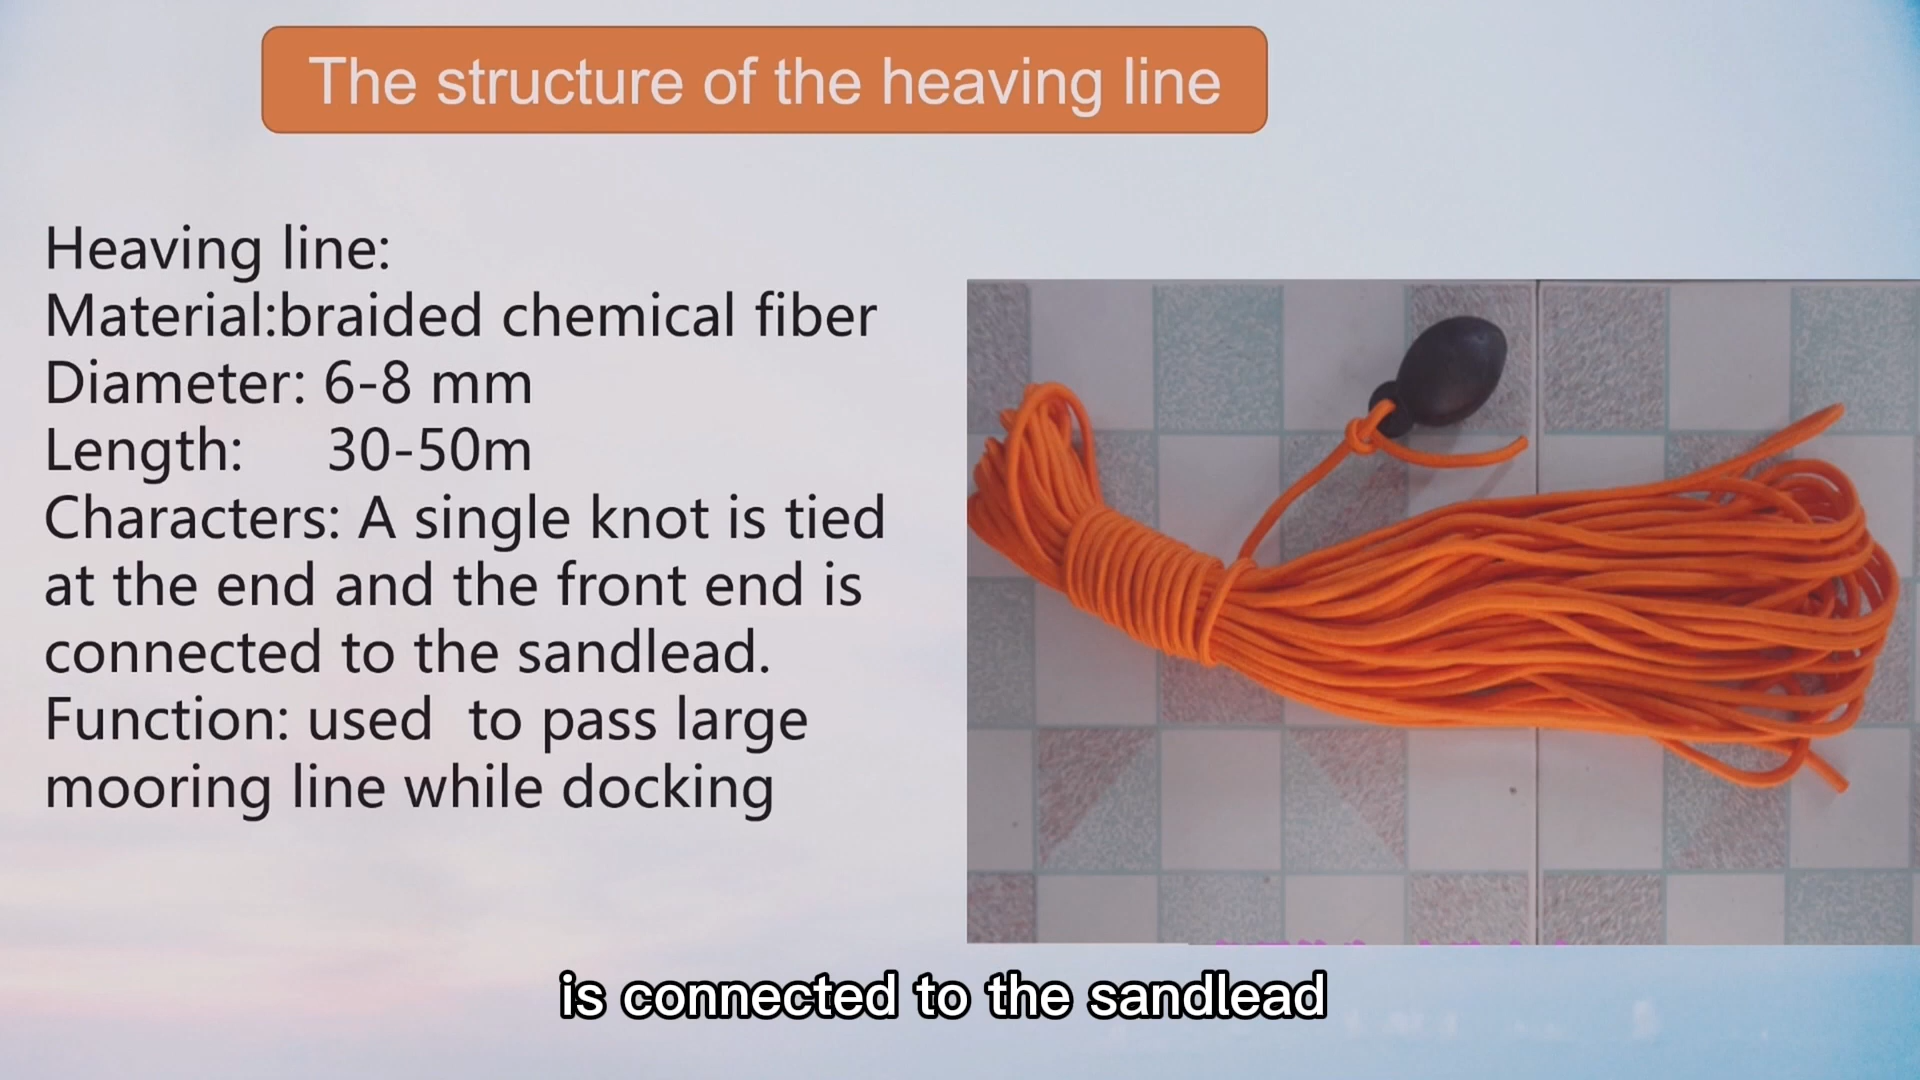 The structure of the heaving line
Heaving line:
Material:braided chemical fiber
Diameter: 6-8 mm
Length: 30-50m
Characters: A single knot is tied
at the end and the front end is
connected to the sandlead.
Function: used to pass large
mooring line while docking
is connected to the sandlead